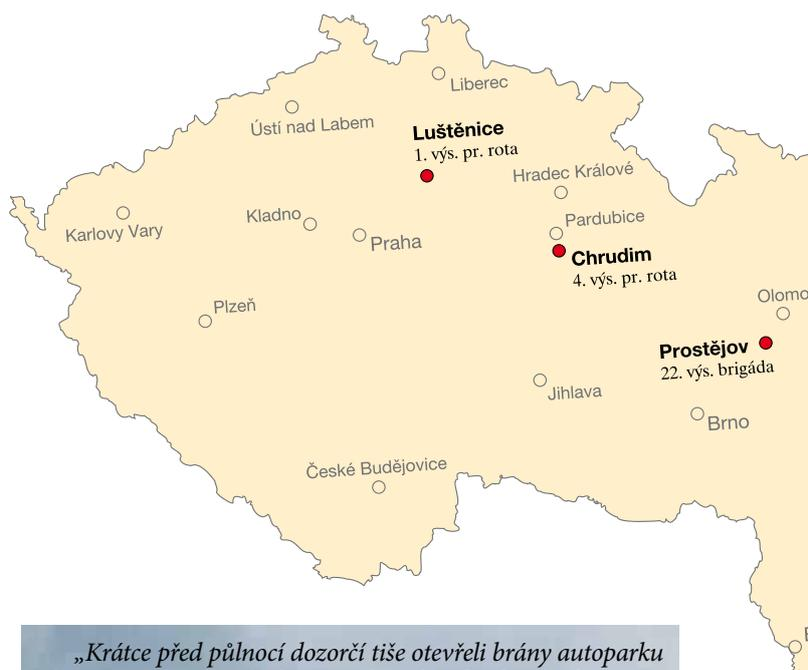 Liberec
Ústí nad Labem
Luštěnice
1. výs. pr. rota
Hradec Králové
Karlovy Vary
Kladno
Praha
Pardubice
Chrudim
4. výs. pr. rota
Plzeň
Olomo
Prostějov
22. výs. brigáda
Jihlava
Brno
České Budějovice
„Krátce před půlnocí dozorčí tiše otevřeli brány autoparku